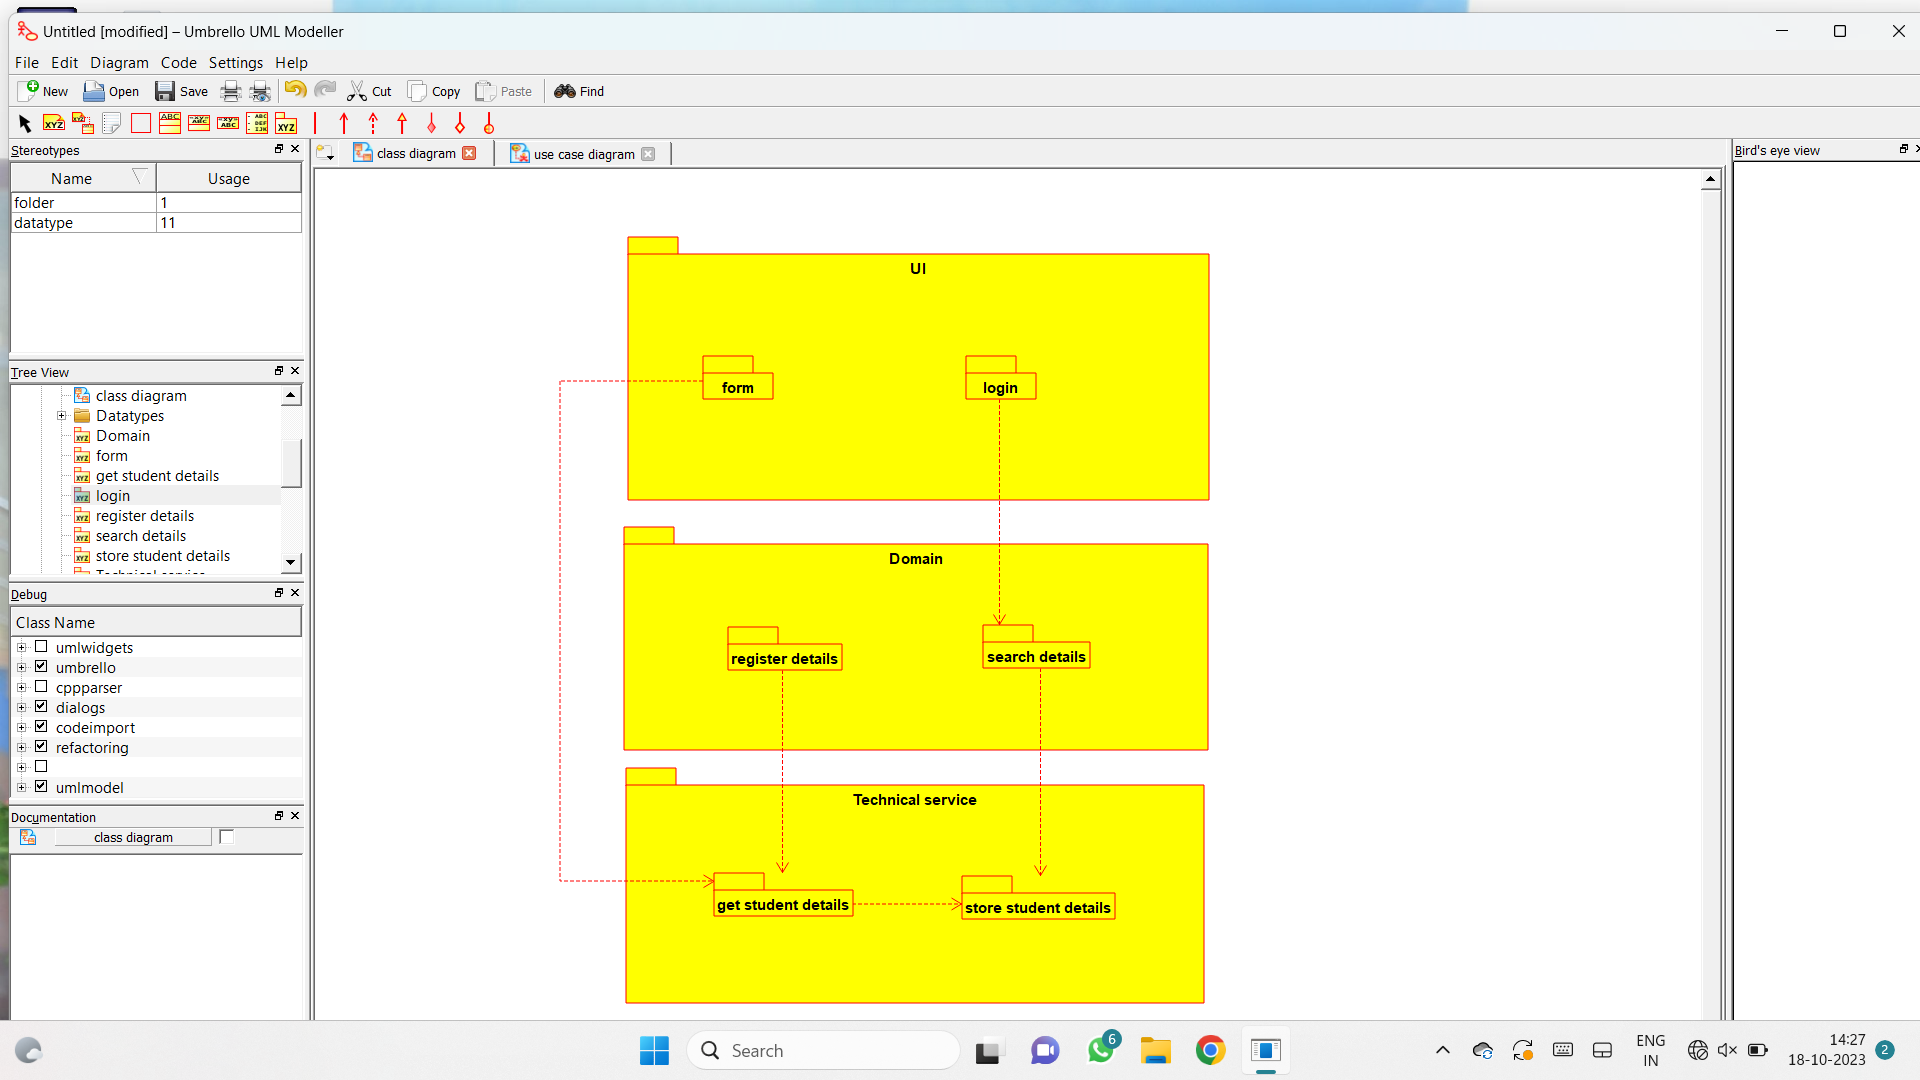 Untitled [modified] – Umbrello UML Modeller
File Edit Diagram Code Settings Help
New Open Save Cut Copy Paste Find
Stereotypes
Name Usage
folder 1
datatype 11
Tree View
class diagram
Datatypes
Domain
form
get student details
login
register details
search details
store student details
Technical service
Debug
Class Name
umlwidgets
umbrello
cppparser
dialogs
codeimport
refactoring
umlmodel
Documentation
class diagram
class diagram use case diagram
UI
form login
Domain
register details search details
Technical service
get student details store student details
Bird's eye view
Search
6
ENG
IN
14:27
18-10-2023
2